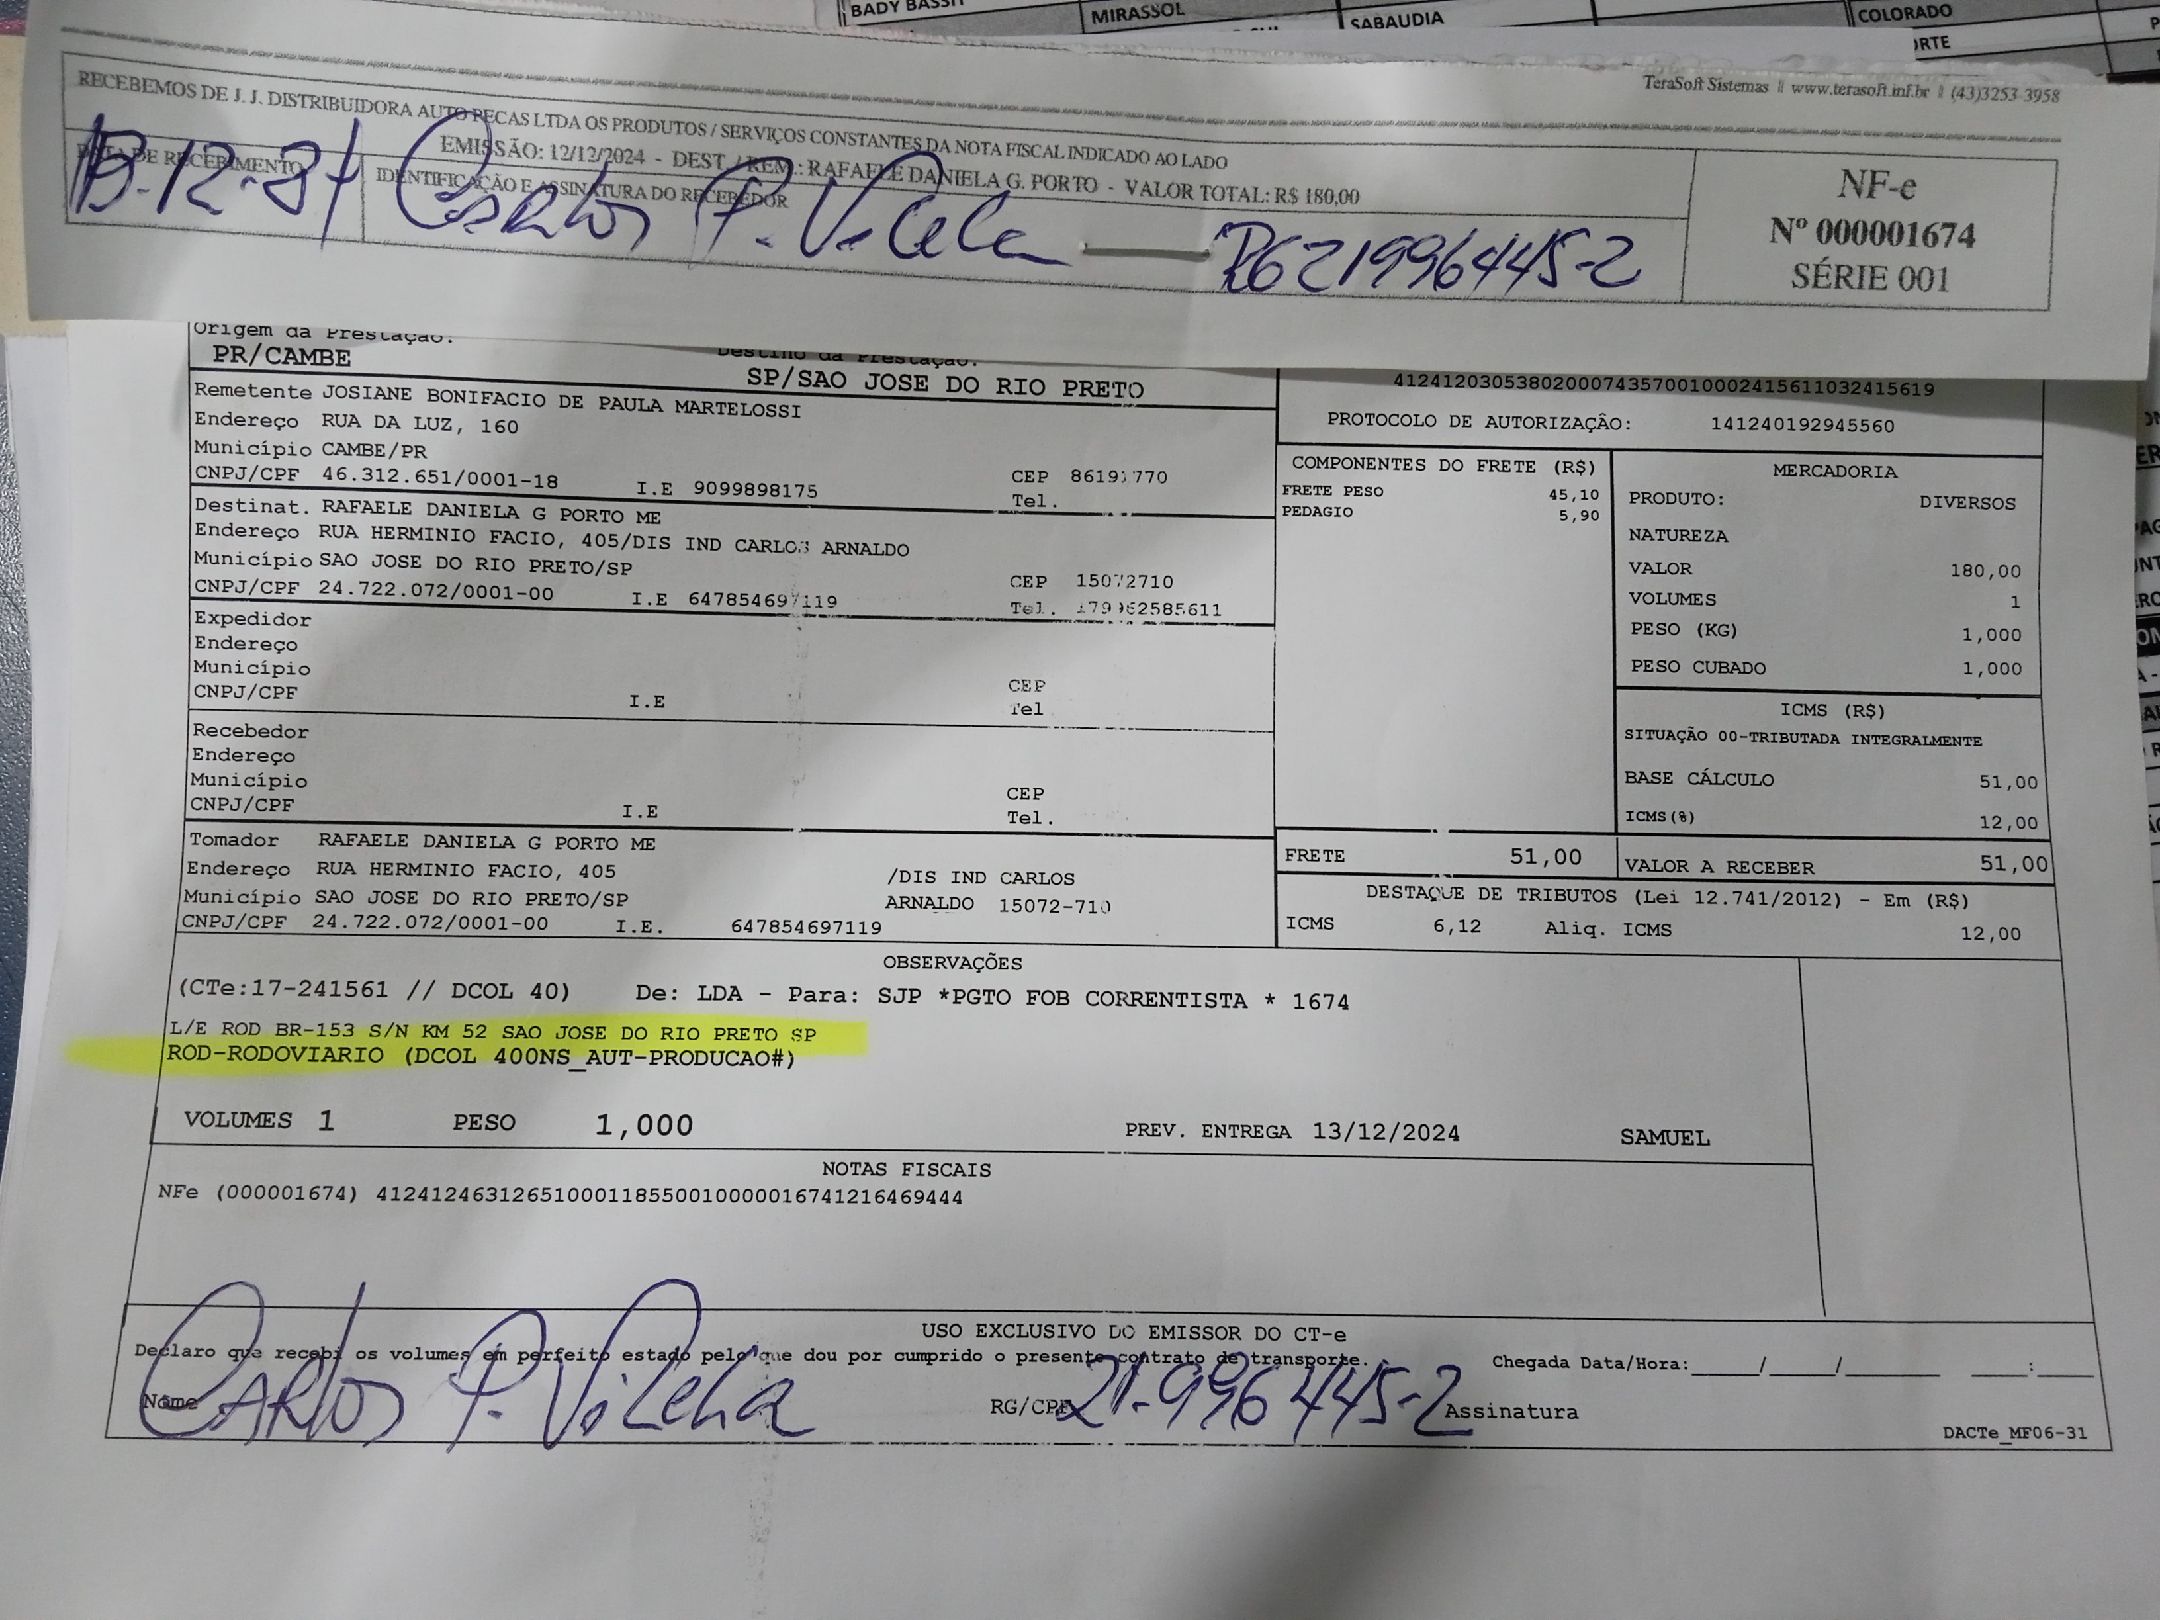 BADY BASSIT
MIRASSOL
SABAUDIA
COLORADO
TeraSoft Sistemas || www.terasoft.inf.br || (43)3253-3958
RECEBEMOS DE J. J. DISTRIBUIDORA AUTO PECAS LTDA OS PRODUTOS / SERVIÇOS CONSTANTES DA NOTA FISCAL INDICADO AO LADO
EMISSÃO: 12/12/2024 - DEST. / REM.: RAFAELE DANIELA G. PORTO - VALOR TOTAL: R$ 180,00
DATA DE RECEBIMENTO
IDENTIFICAÇÃO E ASSINATURA DO RECEBEDOR
Carlos P. Vilela RG 21996445-2
NF-e
Nº 000001674
SÉRIE 001
Origem da Prestação:
PR/CAMBE
Destino da Prestação:
SP/SAO JOSE DO RIO PRETO
Remetente JOSIANE BONIFACIO DE PAULA MARTELOSSI
Endereço RUA DA LUZ, 160
Município CAMBE/PR
CEP 86191770
CNPJ/CPF 46.312.651/0001-18 I.E 9099898175 Tel.
Destinat. RAFAELE DANIELA G PORTO ME
Endereço RUA HERMINIO FACIO, 405/DIS IND CARLOS ARNALDO
Município SAO JOSE DO RIO PRETO/SP
CEP 15072710
CNPJ/CPF 24.722.072/0001-00 I.E 647854697119 Tel.
Expedidor
Endereço
Município
CEP
CNPJ/CPF I.E Tel
Recebedor
Endereço
Município
CEP
CNPJ/CPF I.E Tel.
Tomador RAFAELE DANIELA G PORTO ME
Endereço RUA HERMINIO FACIO, 405 /DIS IND CARLOS
Município SAO JOSE DO RIO PRETO/SP ARNALDO 15072-710
CNPJ/CPF 24.722.072/0001-00 I.E. 647854697119
41241203053802000743570010002415611032415619
PROTOCOLO DE AUTORIZAÇÃO: 141240192945560
COMPONENTES DO FRETE (R$)
FRETE PESO 45,10
PEDAGIO 5,90
MERCADORIA
PRODUTO: DIVERSOS
NATUREZA
VALOR 180,00
VOLUMES 1
PESO (KG) 1,000
PESO CUBADO 1,000
ICMS (R$)
SITUAÇÃO 00-TRIBUTADA INTEGRALMENTE
BASE CÁLCULO 51,00
ICMS(%) 12,00
FRETE 51,00
VALOR A RECEBER 51,00
DESTAQUE DE TRIBUTOS (Lei 12.741/2012) - Em (R$)
ICMS 6,12 Aliq. ICMS 12,00
OBSERVAÇÕES
(CTe:17-241561 // DCOL 40) De: LDA - Para: SJP *PGTO FOB CORRENTISTA * 1674
L/E ROD BR-153 S/N KM 52 SAO JOSE DO RIO PRETO SP
ROD-RODOVIARIO (DCOL 400NS_AUT-PRODUCAO#)
VOLUMES 1 PESO 1,000 PREV. ENTREGA 13/12/2024 SAMUEL
NOTAS FISCAIS
NFe (000001674) 41241246312651000118550010000016741216469444
USO EXCLUSIVO DO EMISSOR DO CT-e
Declaro que recebi os volumes em perfeito estado pelo que dou por cumprido o presente contrato de transporte. Chegada Data/Hora:____/____/______ ____:____
Nome Carlos P. Vilela RG/CPF 21.996445-2 Assinatura
DACTe_MF06-31